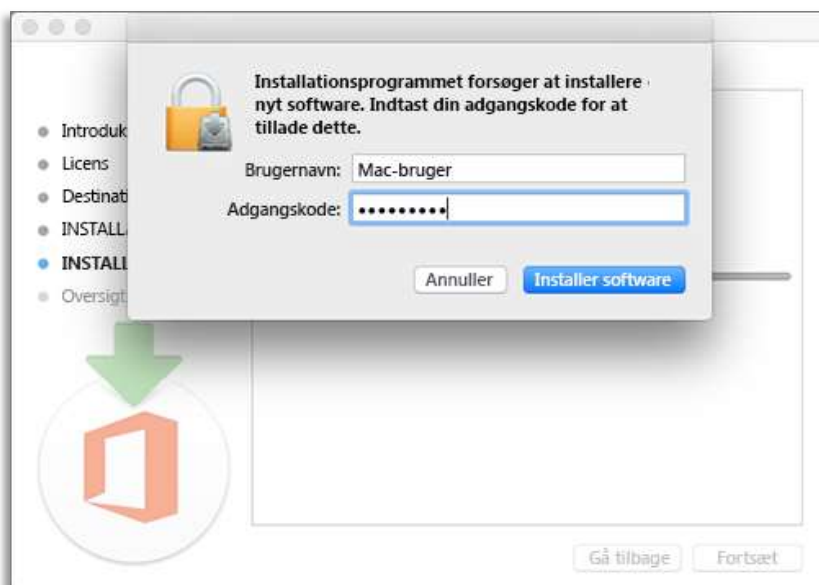 Installationsprogrammet forsøger at installere
nyt software. Indtast din adgangskode for at
tillade dette.
Brugernavn: Mac-bruger
Adgangskode: •••••••••
Annuller Installer software
Introduk
Licens
Destinat
INSTALL
INSTALL
Oversigt
Gå tilbage Fortsæt